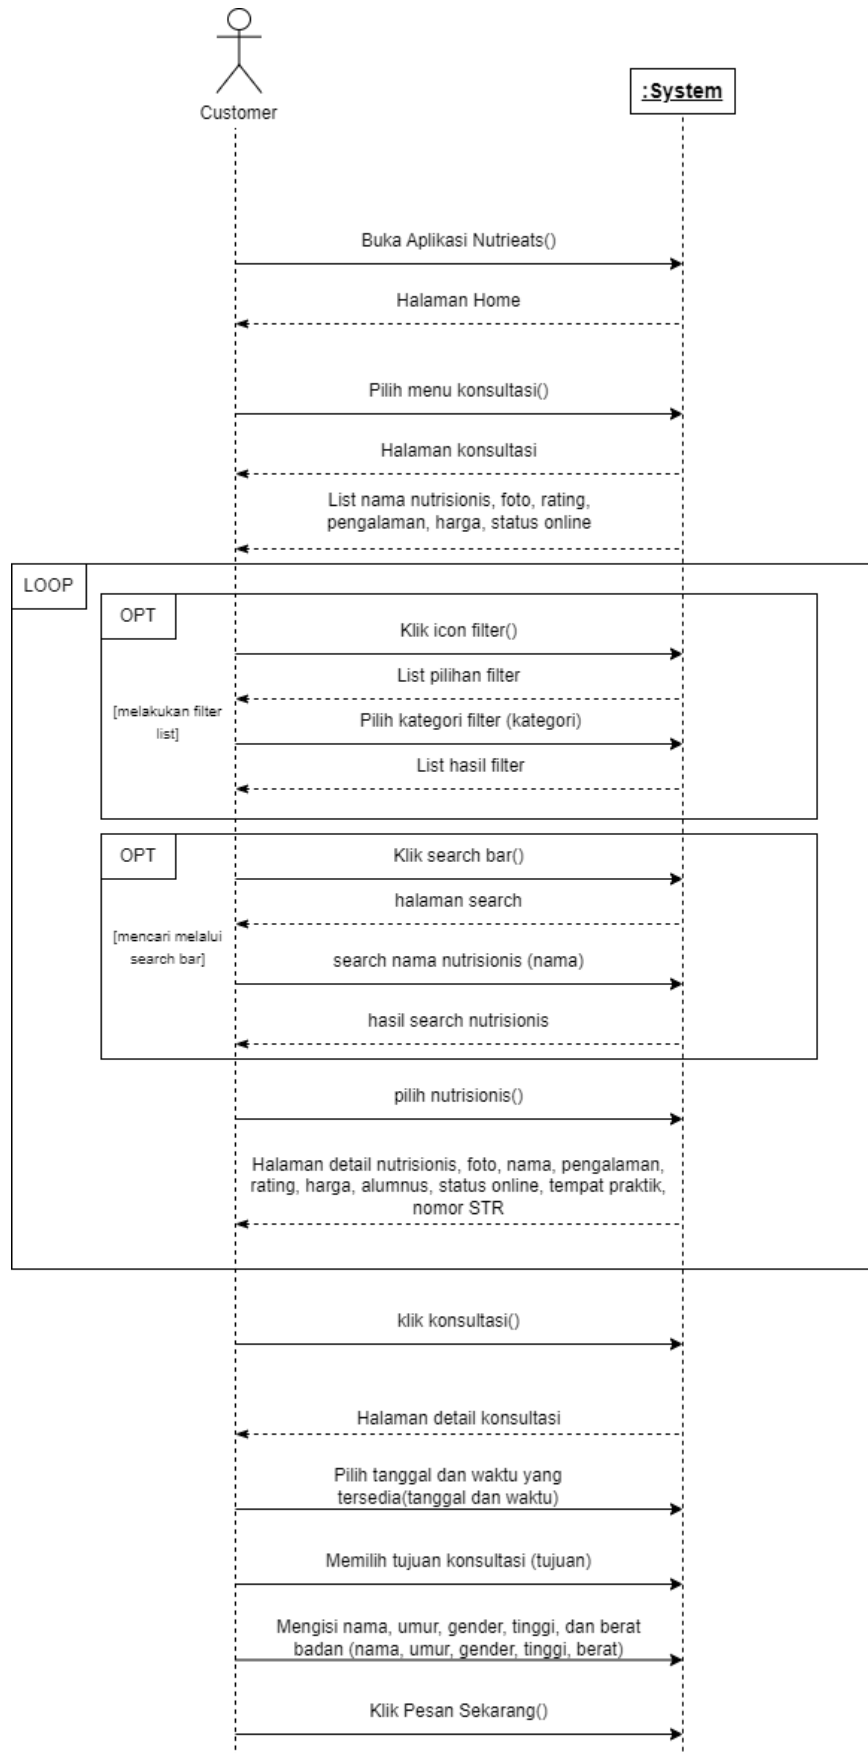 Customer
:System
Buka Aplikasi Nutrieats()
Halaman Home
Pilih menu konsultasi()
Halaman konsultasi
List nama nutrisionis, foto, rating,
pengalaman, harga, status online
LOOP
OPT
Klik icon filter()
List pilihan filter
[melakukan filter
list]
Pilih kategori filter (kategori)
List hasil filter
OPT
Klik search bar()
halaman search
[mencari melalui
search bar]
search nama nutrisionis (nama)
hasil search nutrisionis
pilih nutrisionis()
Halaman detail nutrisionis, foto, nama, pengalaman,
rating, harga, alumnus, status online, tempat praktik,
nomor STR
klik konsultasi()
Halaman detail konsultasi
Pilih tanggal dan waktu yang
tersedia(tanggal dan waktu)
Memilih tujuan konsultasi (tujuan)
Mengisi nama, umur, gender, tinggi, dan berat
badan (nama, umur, gender, tinggi, berat)
Klik Pesan Sekarang()